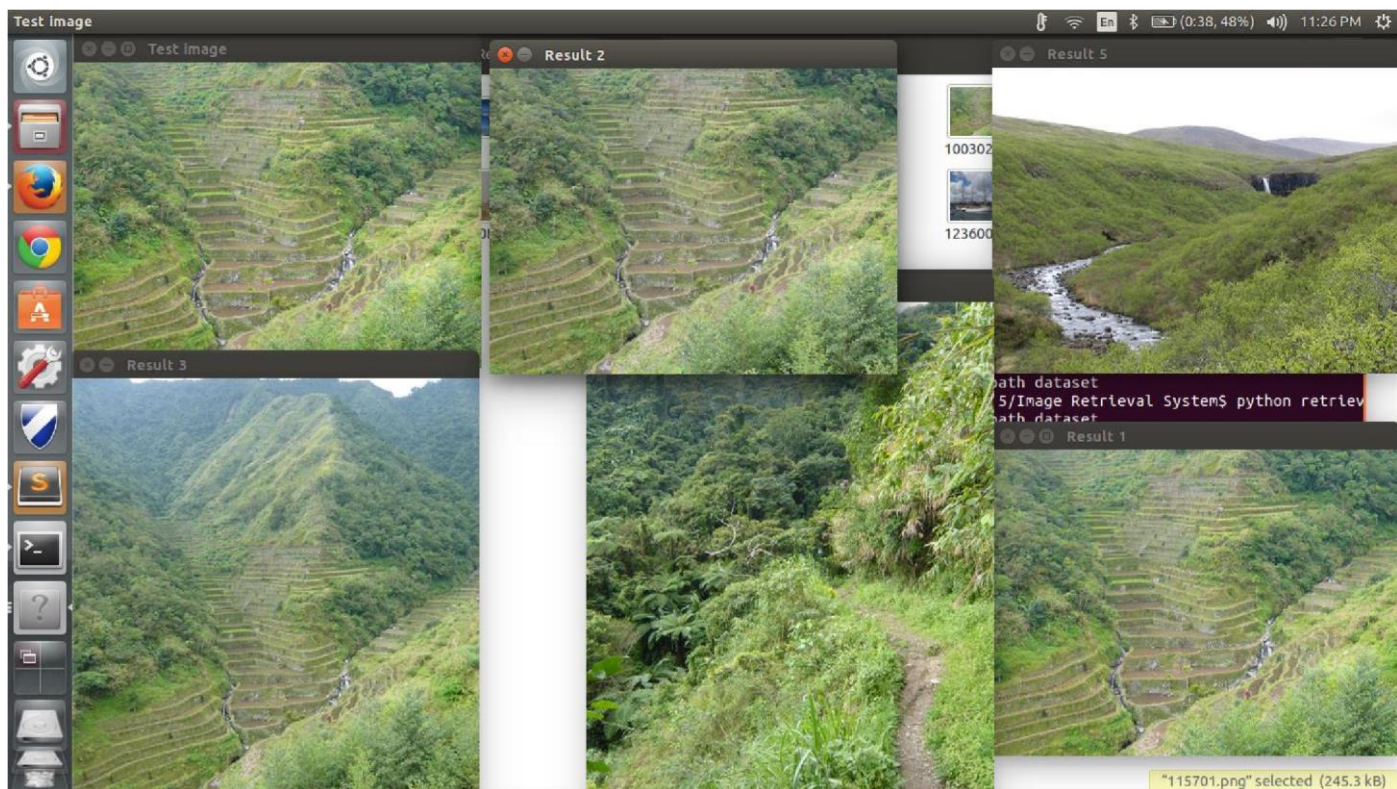 Test image
En
(0:38, 48%)
11:26 PM
Test image
Result 2
Result 5
100302
123600
Result 3
path dataset
5/Image Retrieval System$ python retriev
path dataset
Result 1
"115701.png" selected (245.3 kB)